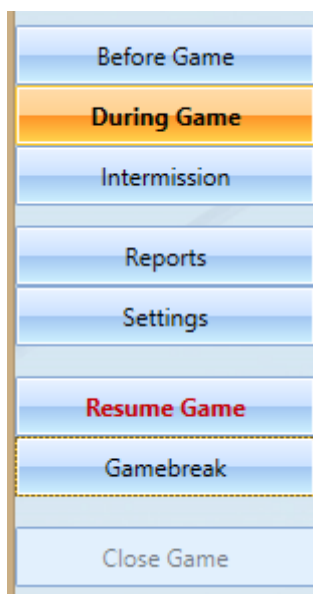 Before Game
During Game
Intermission
Reports
Settings
Resume Game
Gamebreak
Close Game